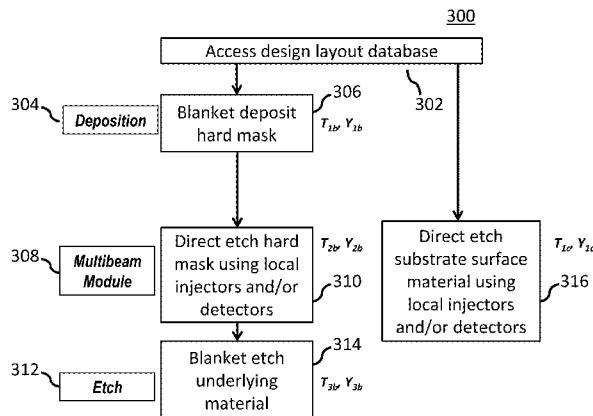 300
Access design layout database
302
304
Deposition
306
Blanket deposit
hard mask
T1b, Y1b
308
Multibeam
Module
Direct etch hard
mask using local
injectors and/or
detectors
T2b, Y2b
310
Direct etch
substrate surface
material using
local injectors
and/or detectors
T1c, Y1c
316
312
Etch
314
Blanket etch
underlying
material
T3b, Y3b